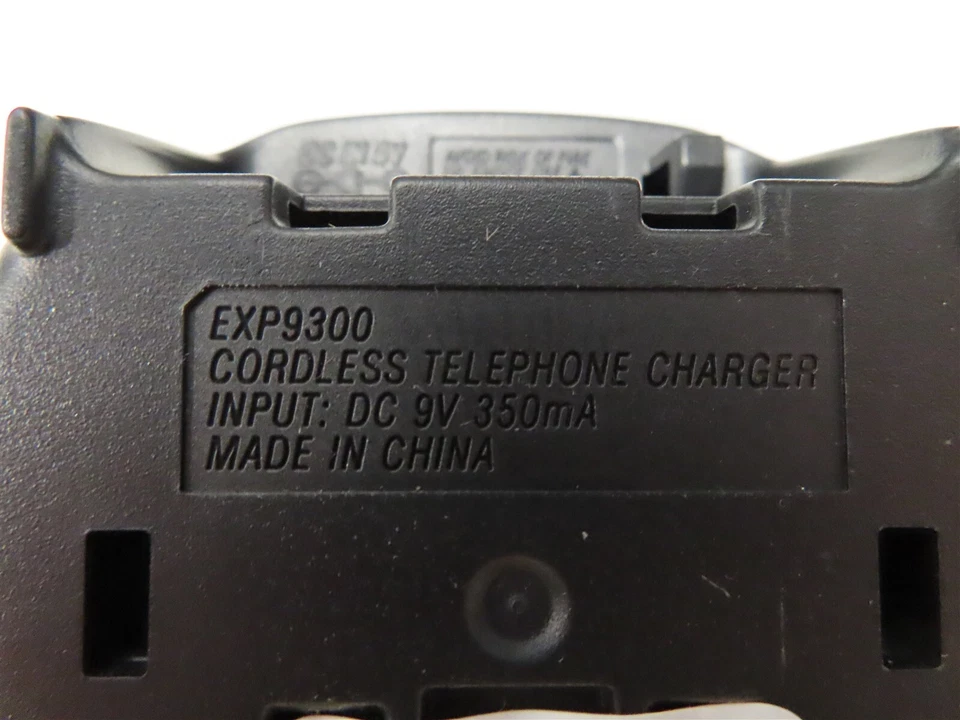 EXP9300
CORDLESS TELEPHONE CHARGER
INPUT: DC 9V 350mA
MADE IN CHINA